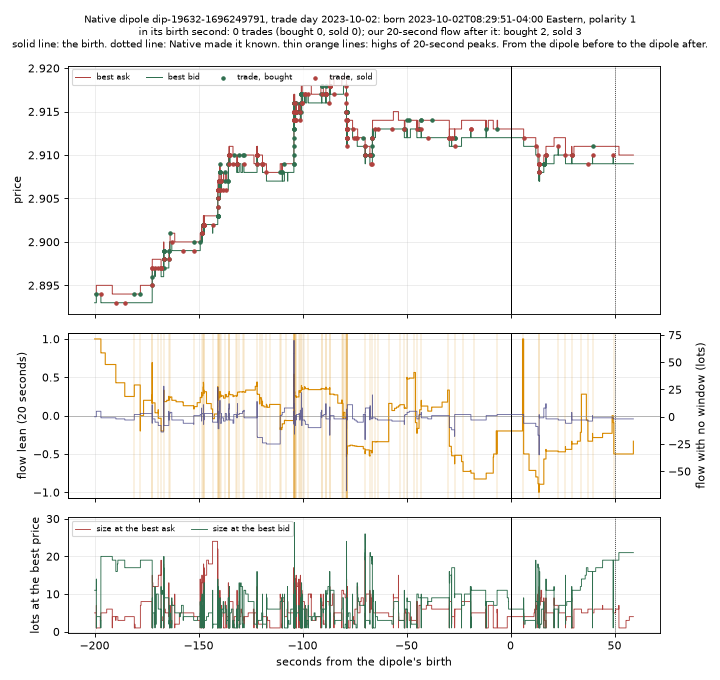 Native dipole dip-19632-1696249791, trade day 2023-10-02: born 2023-10-02T08:29:51-04:00 Eastern, polarity 1
in its birth second: 0 trades (bought 0, sold 0); our 20-second flow after it: bought 2, sold 3
solid line: the birth. dotted line: Native made it known. thin orange lines: highs of 20-second peaks. From the dipole before to the dipole after.
best ask best bid trade, bought trade, sold
price
2.920
2.915
2.910
2.905
2.900
2.895
flow lean (20 seconds)
1.0
0.5
0.0
−0.5
−1.0
75
50
25
0
−25
−50
flow with no window (lots)
size at the best ask size at the best bid
lots at the best price
30
20
10
0
−200 −150 −100 −50 0 50
seconds from the dipole's birth